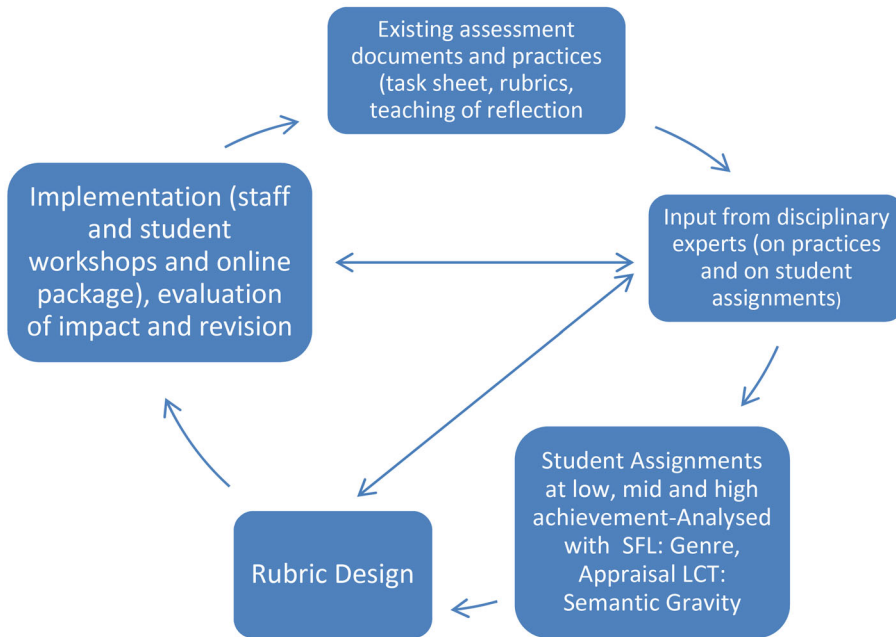 Existing assessment
documents and practices
(task sheet, rubrics,
teaching of reflection
Implementation (staff
and student
workshops and online
package), evaluation
of impact and revision
Input from disciplinary
experts (on practices
and on student
assignments)
Student Assignments
at low, mid and high
achievement-Analysed
with SFL: Genre,
Appraisal LCT:
Semantic Gravity
Rubric Design